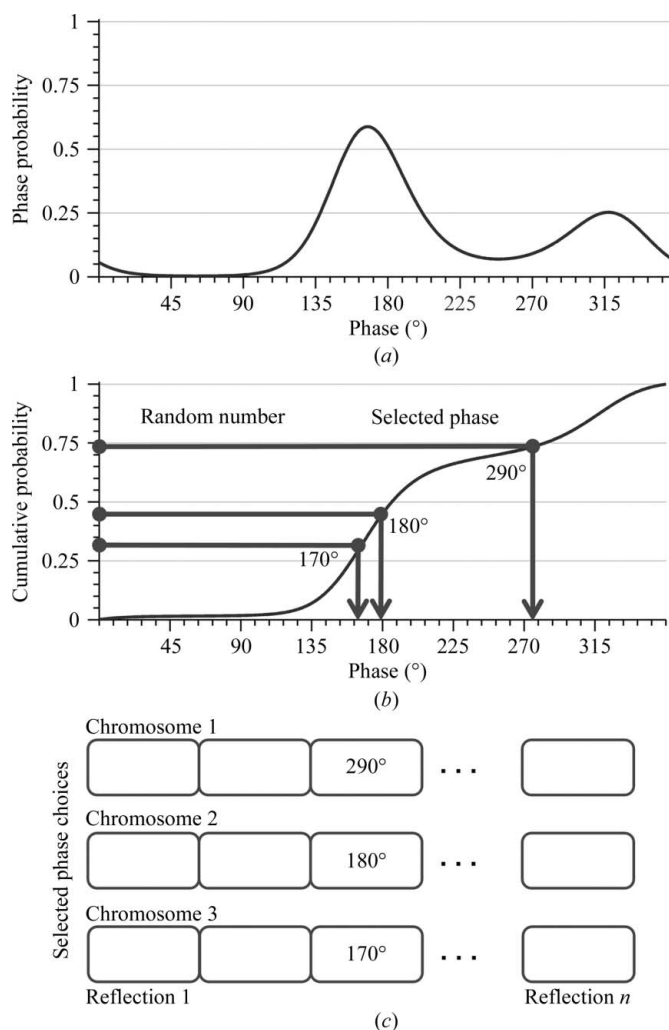 Phase probability
1
0.75
0.5
0.25
0
45 90 135 180 225 270 315
Phase (°)
(a)
Cumulative probability
1
Random number Selected phase
0.75
290°
0.5
180°
170°
0.25
0
45 90 135 180 225 270 315
Phase (°)
(b)
Selected phase choices
Chromosome 1
290° . . .
Chromosome 2
180° . . .
Chromosome 3
170° . . .
Reflection 1 Reflection n
(c)